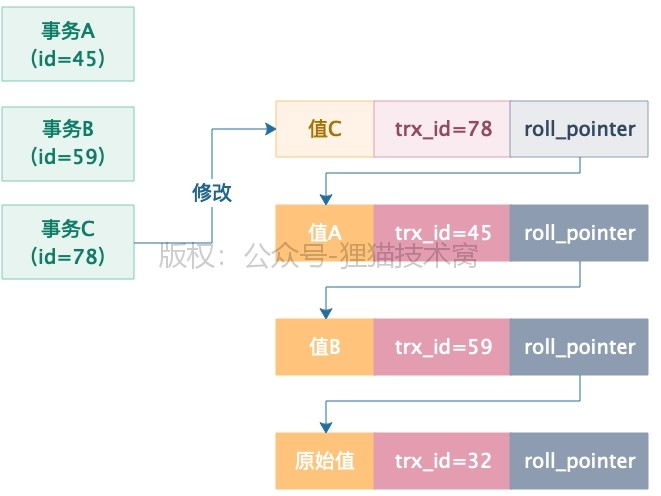 事务A
(id=45)
事务B
(id=59)
事务C
(id=78)
修改
值C trx_id=78 roll_pointer
值A trx_id=45 roll_pointer
版权：公众号-狸猫技术窝
值B trx_id=59 roll_pointer
原始值 trx_id=32 roll_pointer